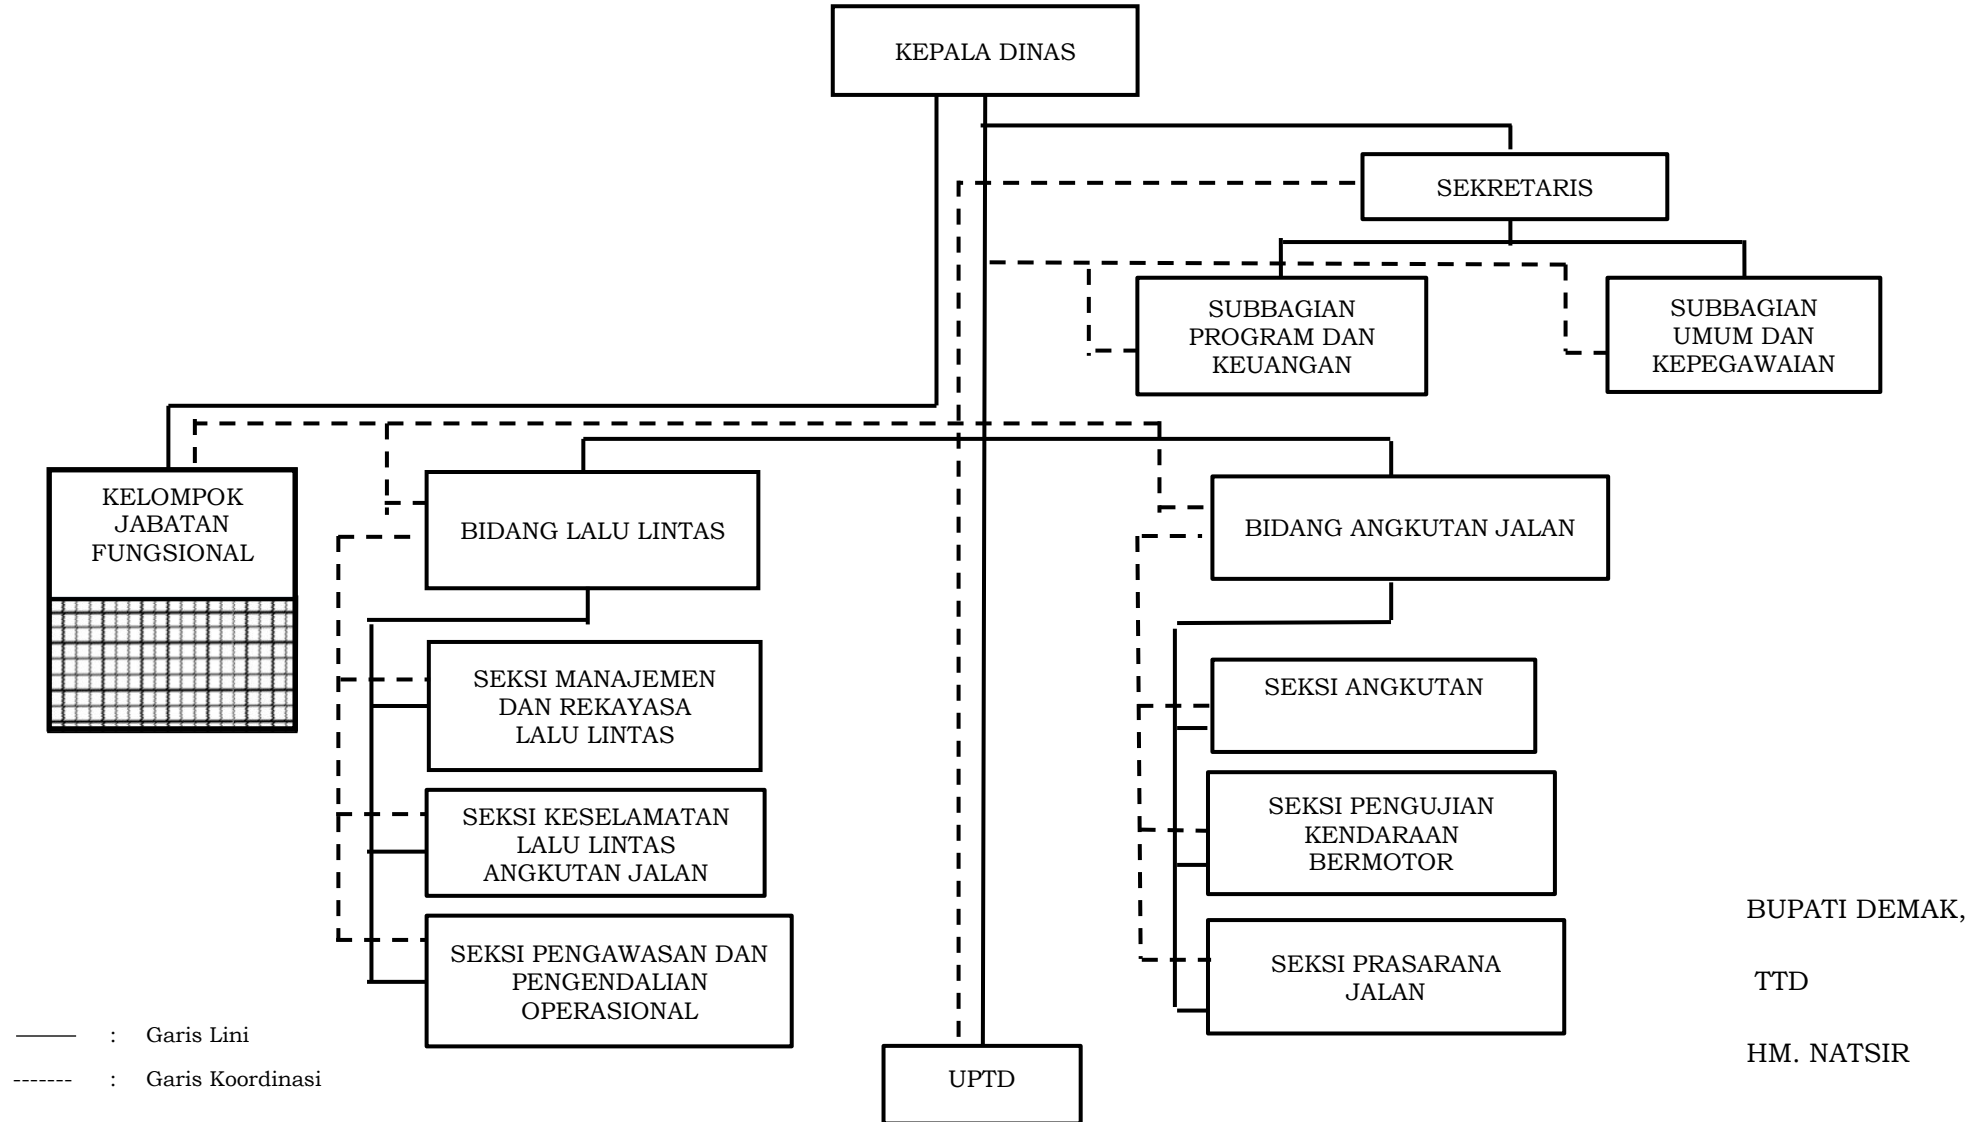 KEPALA DINAS
SEKRETARIS
SUBBAGIAN
PROGRAM DAN
KEUANGAN
SUBBAGIAN
UMUM DAN
KEPEGAWAIAN
KELOMPOK
JABATAN
FUNGSIONAL
BIDANG LALU LINTAS
BIDANG ANGKUTAN JALAN
SEKSI MANAJEMEN
DAN REKAYASA
LALU LINTAS
SEKSI KESELAMATAN
LALU LINTAS
ANGKUTAN JALAN
SEKSI PENGAWASAN DAN
PENGENDALIAN
OPERASIONAL
SEKSI ANGKUTAN
SEKSI PENGUJIAN
KENDARAAN
BERMOTOR
SEKSI PRASARANA
JALAN
UPTD
: Garis Lini
: Garis Koordinasi
BUPATI DEMAK,
TTD
HM. NATSIR